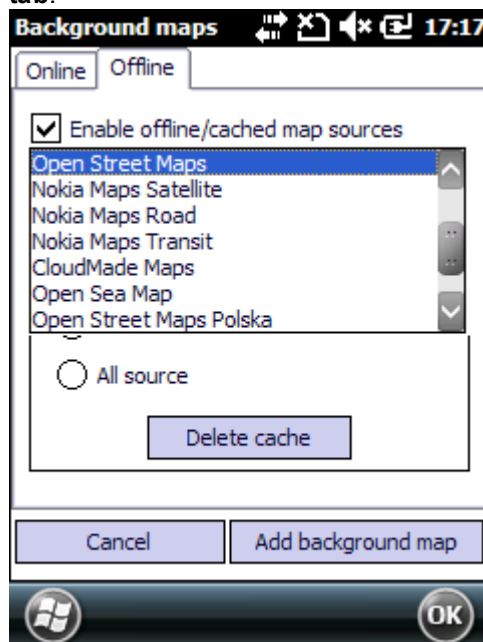 tab.
Background maps 17:17
Online Offline
Enable offline/cached map sources
Open Street Maps
Nokia Maps Satellite
Nokia Maps Road
Nokia Maps Transit
CloudMade Maps
Open Sea Map
Open Street Maps Polska
All source
Delete cache
Cancel Add background map
OK